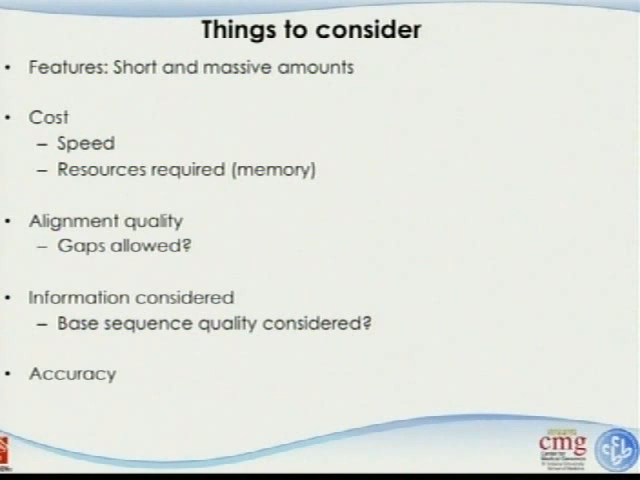 Things to consider
• Features: Short and massive amounts
• Cost
– Speed
– Resources required (memory)
• Alignment quality
– Gaps allowed?
• Information considered
– Base sequence quality considered?
• Accuracy
cmg